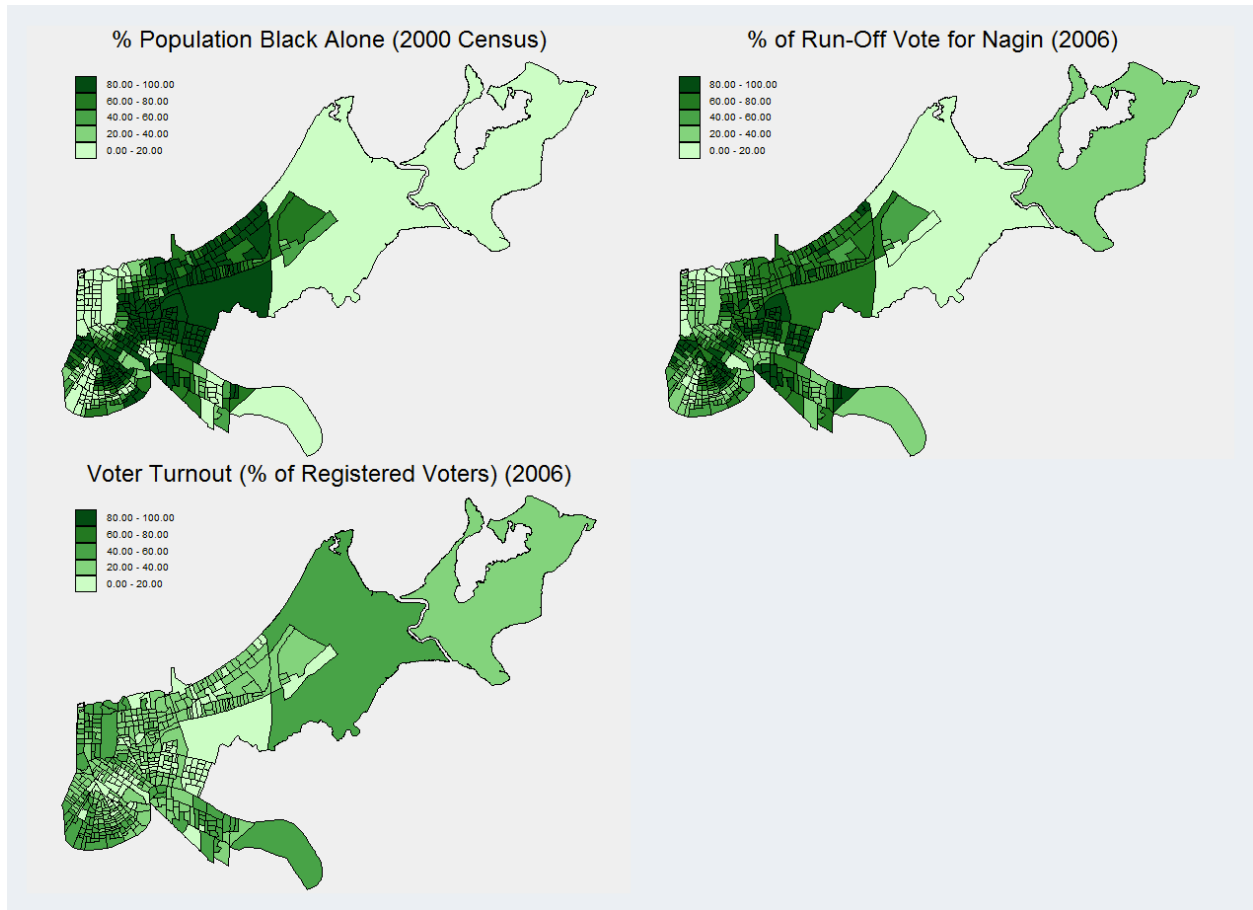 % Population Black Alone (2000 Census)
80.00 - 100.00
60.00 - 80.00
40.00 - 60.00
20.00 - 40.00
0.00 - 20.00
% of Run-Off Vote for Nagin (2006)
80.00 - 100.00
60.00 - 80.00
40.00 - 60.00
20.00 - 40.00
0.00 - 20.00
Voter Turnout (% of Registered Voters) (2006)
80.00 - 100.00
60.00 - 80.00
40.00 - 60.00
20.00 - 40.00
0.00 - 20.00